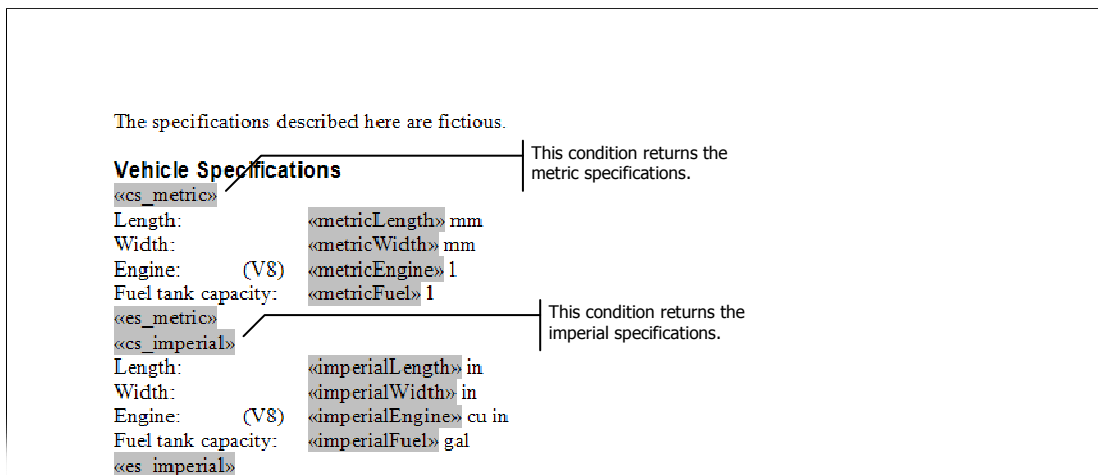 The specifications described here are fictious.
Vehicle Specifications
This condition returns the
metric specifications.
«cs_metric»
Length: «metricLength» mm
Width: «metricWidth» mm
Engine: (V8) «metricEngine» l
Fuel tank capacity: «metricFuel» l
«es_metric»
This condition returns the
imperial specifications.
«cs_imperial»
Length: «imperialLength» in
Width: «imperialWidth» in
Engine: (V8) «imperialEngine» cu in
Fuel tank capacity: «imperialFuel» gal
«es_imperial»